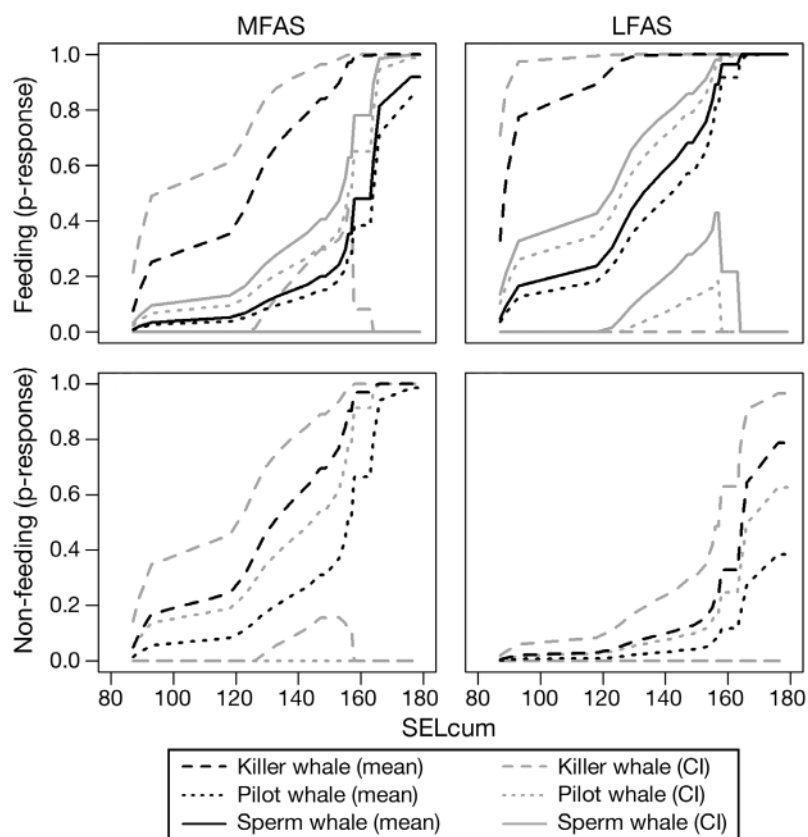 MFAS LFAS
Feeding (p-response)
1.0
0.8
0.6
0.4
0.2
0.0
Non-feeding (p-response)
1.0
0.8
0.6
0.4
0.2
0.0
80 100 120 140 160 180 80 100 120 140 160 180
SELcum
Killer whale (mean) Killer whale (CI)
Pilot whale (mean) Pilot whale (CI)
Sperm whale (mean) Sperm whale (CI)